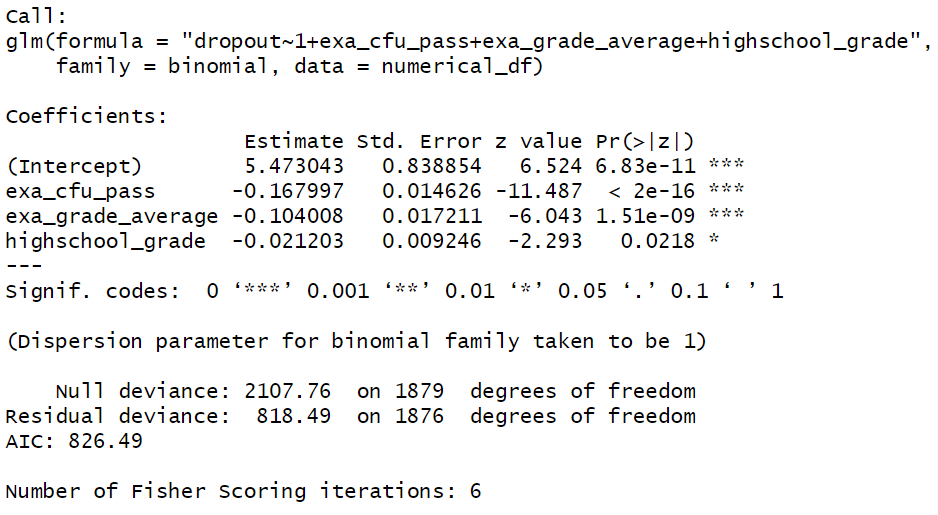 Call:
glm(formula = "dropout~1+exa_cfu_pass+exa_grade_average+highschool_grade",
    family = binomial, data = numerical_df)

Coefficients:
                   Estimate Std. Error z value Pr(>|z|)
(Intercept)        5.473043   0.838854   6.524 6.83e-11 ***
exa_cfu_pass      -0.167997   0.014626 -11.487  < 2e-16 ***
exa_grade_average -0.104008   0.017211  -6.043 1.51e-09 ***
highschool_grade  -0.021203   0.009246  -2.293   0.0218 *
---
Signif. codes:  0 ‘***’ 0.001 ‘**’ 0.01 ‘*’ 0.05 ‘.’ 0.1 ‘ ’ 1

(Dispersion parameter for binomial family taken to be 1)

    Null deviance: 2107.76  on 1879  degrees of freedom
Residual deviance:  818.49  on 1876  degrees of freedom
AIC: 826.49

Number of Fisher Scoring iterations: 6